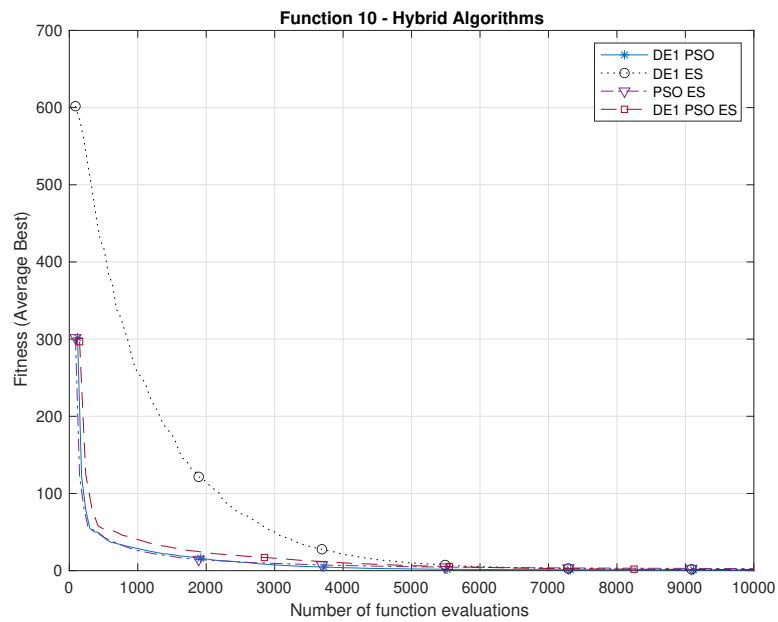 Function 10 - Hybrid Algorithms
700
600
500
400
300
200
100
0
Fitness (Average Best)
DE1 PSO
DE1 ES
PSO ES
DE1 PSO ES
0 1000 2000 3000 4000 5000 6000 7000 8000 9000 10000
Number of function evaluations